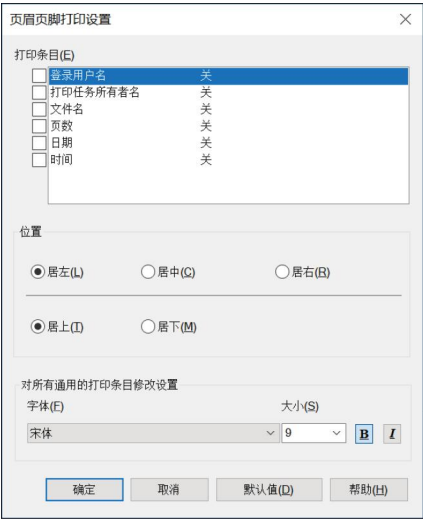 页眉页脚打印设置
打印条目(E)
登录用户名 关
打印任务所有者名 关
文件名 关
页数 关
日期 关
时间 关
位置
居左(L) 居中(C) 居右(R)
居上(T) 居下(M)
对所有通用的打印条目修改设置
字体(F) 大小(S)
宋体 9 B I
确定 取消 默认值(D) 帮助(H)